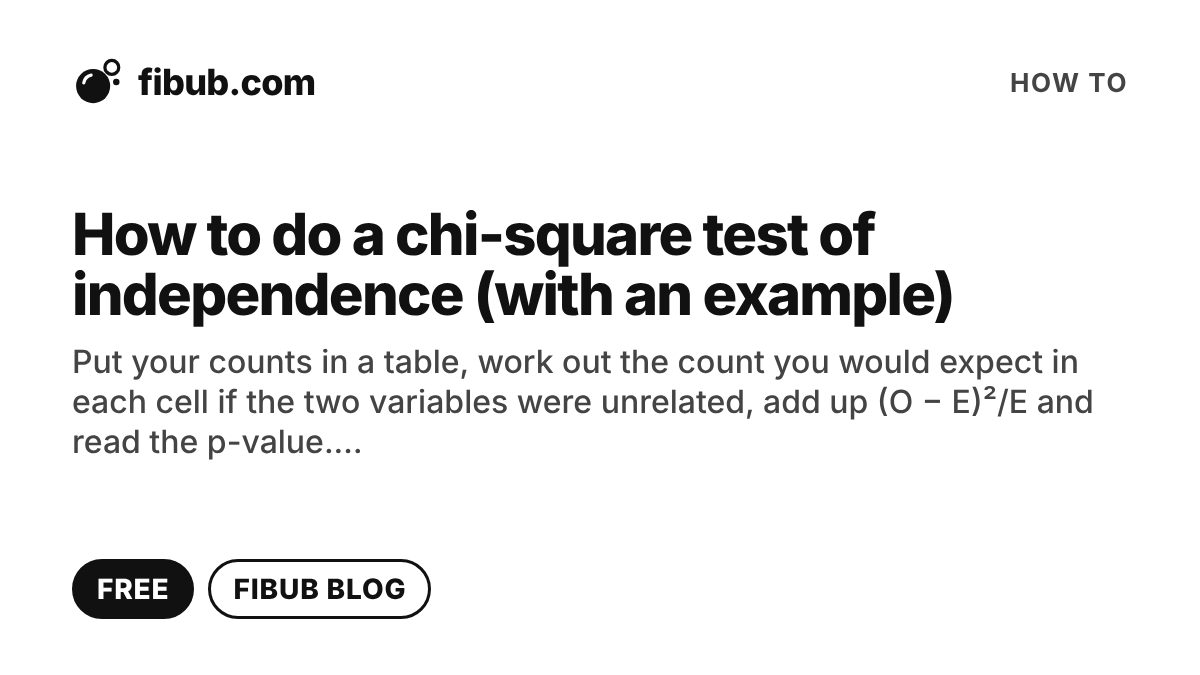 fibub.com
HOW TO
How to do a chi-square test of
independence (with an example)
Put your counts in a table, work out the count you would expect in
each cell if the two variables were unrelated, add up (O − E)²/E and
read the p-value....
FREE
FIBUB BLOG